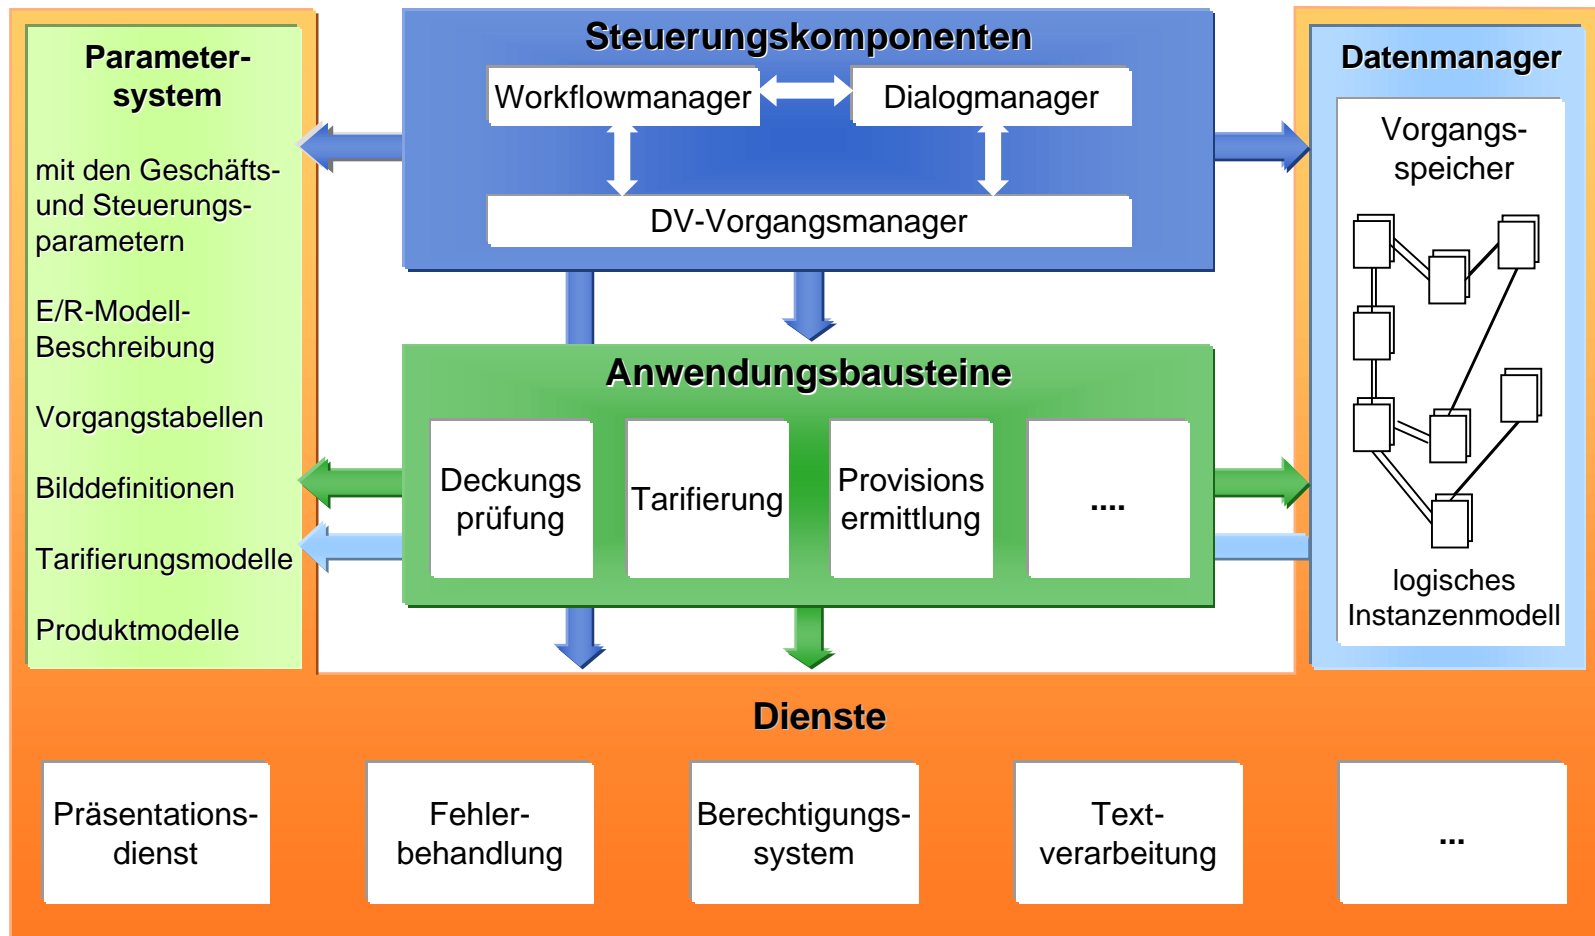 Parameter-
system
mit den Geschäfts-
und Steuerungs-
parametern
E/R-Modell-
Beschreibung
Vorgangstabellen
Bilddefinitionen
Tarifierungsmodelle
Produktmodelle
Steuerungskomponenten
Workflowmanager
Dialogmanager
DV-Vorgangsmanager
Anwendungsbausteine
Deckungs
prüfung
Tarifierung
Provisions
ermittlung
....
Datenmanager
Vorgangs-
speicher
logisches
Instanzenmodell
Dienste
Präsentations-
dienst
Fehler-
behandlung
Berechtigungs-
system
Text-
verarbeitung
...